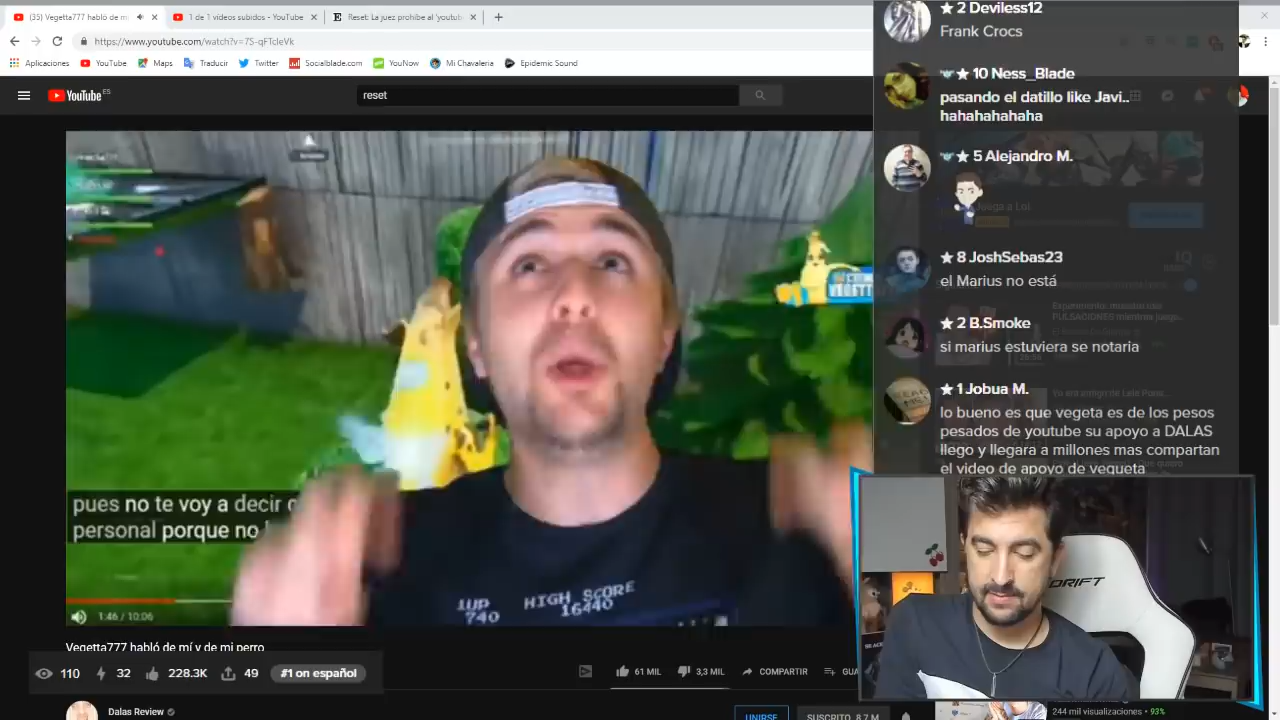 (35) Vegetta777 habló de m
1 de 1 vídeos subidos - YouTube
Reset: La juez prohíbe al 'youtube
https://www.youtube.com/watch?v=7S-qFTcleVk
Aplicaciones
YouTube
Maps
Traducir
Twitter
Socialblade.com
YouNow
Mi Chavaleria
Epidemic Sound
YouTube ES
reset
2 Deviless12
Frank Crocs
10 Ness_Blade
pasando el datillo like Javi..
hahahahahaha
5 Alejandro M.
Juega a Lol
8 JoshSebas23
el Marius no está
2 B.Smoke
si marius estuviera se notaria
1 Jobua M.
lo bueno es que vegeta es de los pesos
pesados de youtube su apoyo a DALAS
llego y llegara a millones mas compartan
el video de apoyo de vegueta
pues no te voy a decir
personal porque no
1UP
740
HIGH SCORE
16440
1:46 / 10:06
DRIFT
Vegetta777 habló de mí y de mi perro
110
32
228.3K
49
#1 on español
61 MIL
3,3 MIL
COMPARTIR
GUA
Dalas Review
UNIRSE
SUSCRITO 8,7 M
244 mil visualizaciones • 93%